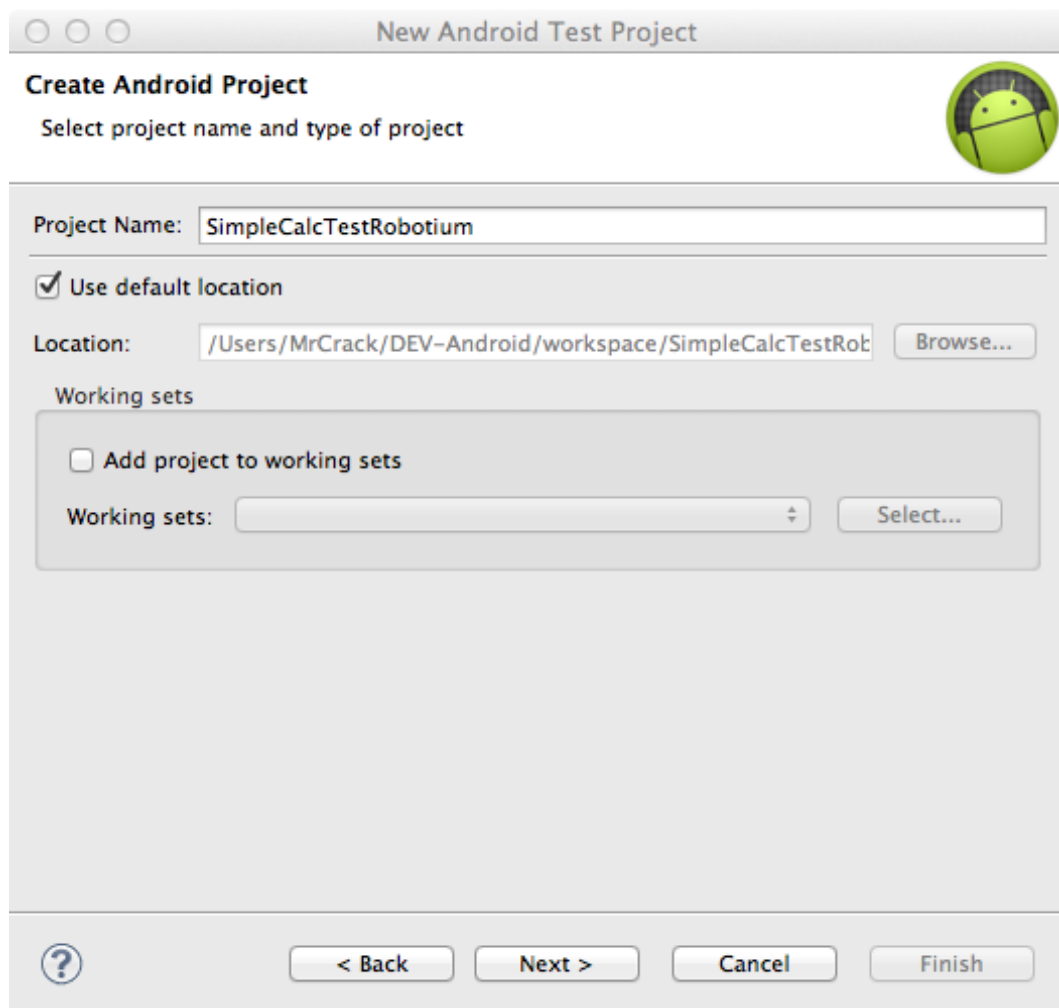 New Android Test Project
Create Android Project
Select project name and type of project
Project Name: SimpleCalcTestRobotium
Use default location
Location: /Users/MrCrack/DEV-Android/workspace/SimpleCalcTestRob Browse...
Working sets
Add project to working sets
Working sets: Select...
? < Back Next > Cancel Finish